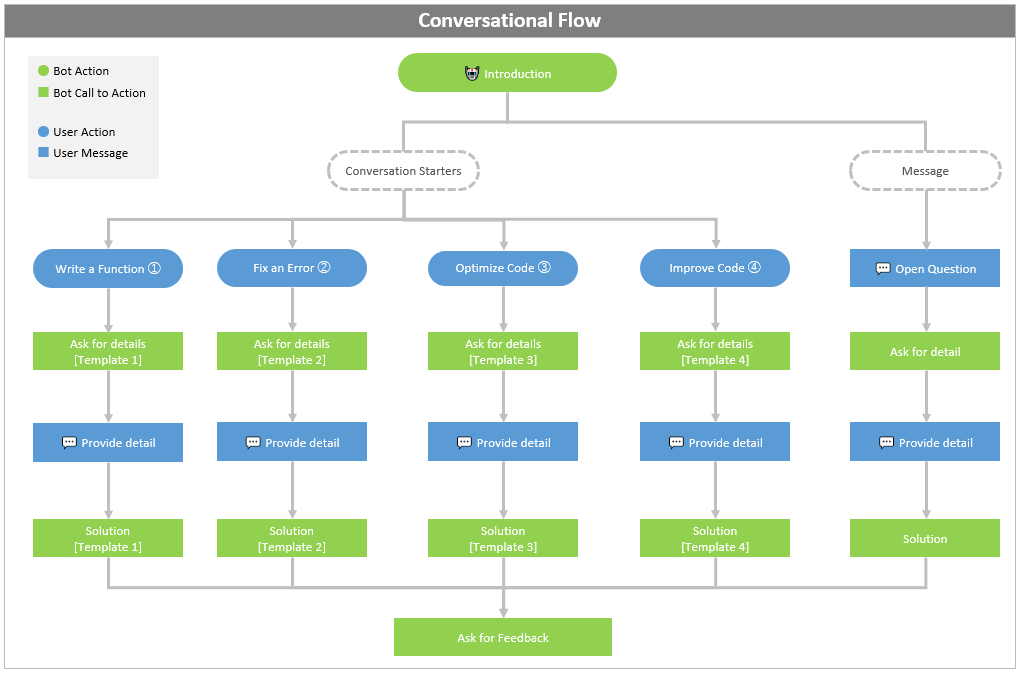 Conversational Flow
Bot Action
Bot Call to Action
User Action
User Message
Introduction
Conversation Starters
Message
Write a Function ①
Fix an Error ②
Optimize Code ③
Improve Code ④
Open Question
Ask for details
[Template 1]
Ask for details
[Template 2]
Ask for details
[Template 3]
Ask for details
[Template 4]
Ask for detail
Provide detail
Provide detail
Provide detail
Provide detail
Provide detail
Solution
[Template 1]
Solution
[Template 2]
Solution
[Template 3]
Solution
[Template 4]
Solution
Ask for Feedback